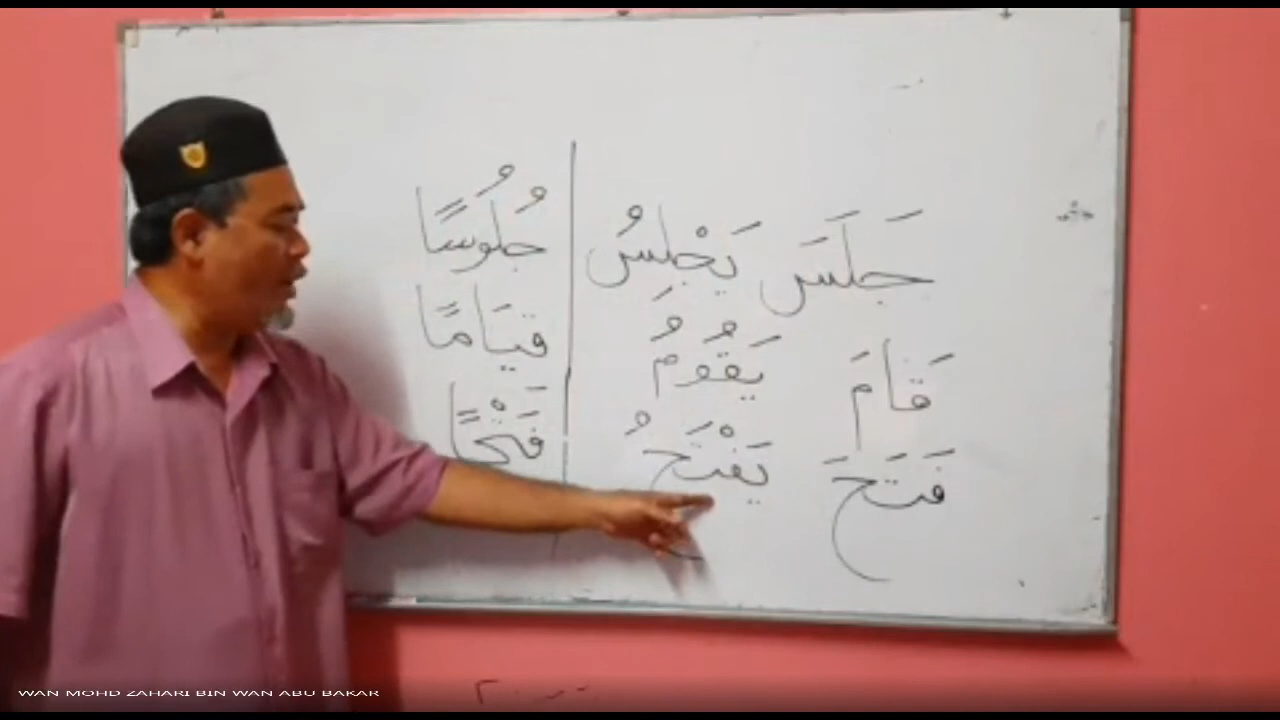 جَلَسَ يَجْلِسُ جُلُوسًا
قَامَ يَقُومُ قِيَامًا
فَتَحَ يَفْتَحُ فَتْحًا
WAN MOHD ZAHARI BIN WAN ABU BAKAR